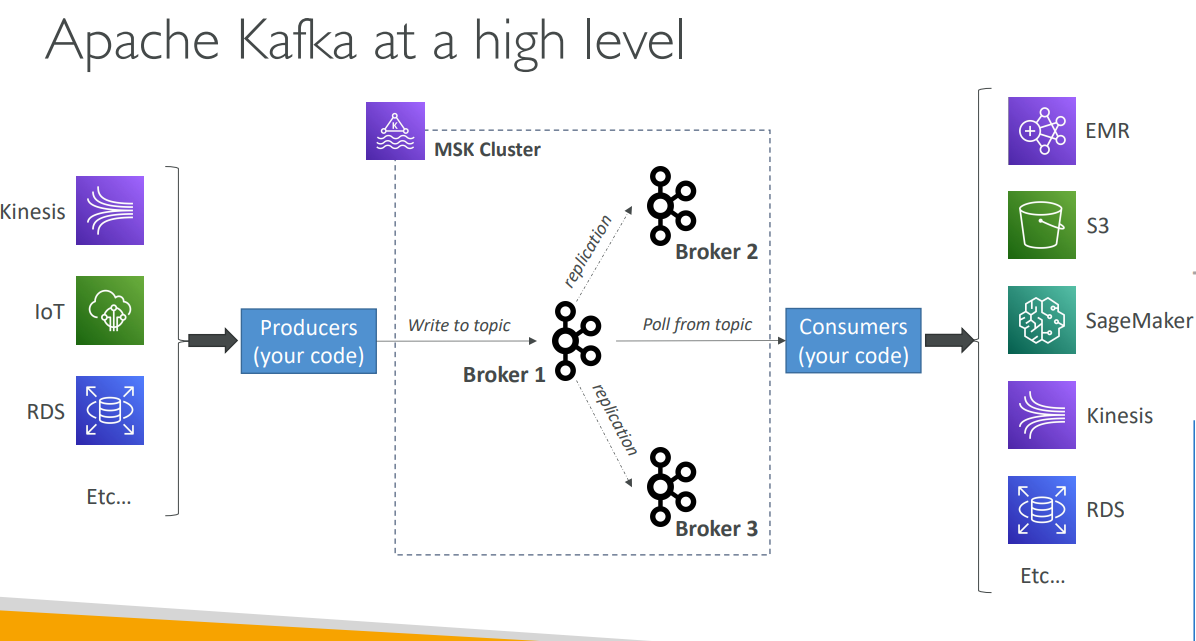 Apache Kafka at a high level
Kinesis
IoT
RDS
Etc...
Producers
(your code)
K
MSK Cluster
Write to topic
Broker 1
replication
Broker 2
replication
Broker 3
Poll from topic
Consumers
(your code)
EMR
S3
SageMaker
Kinesis
RDS
Etc...